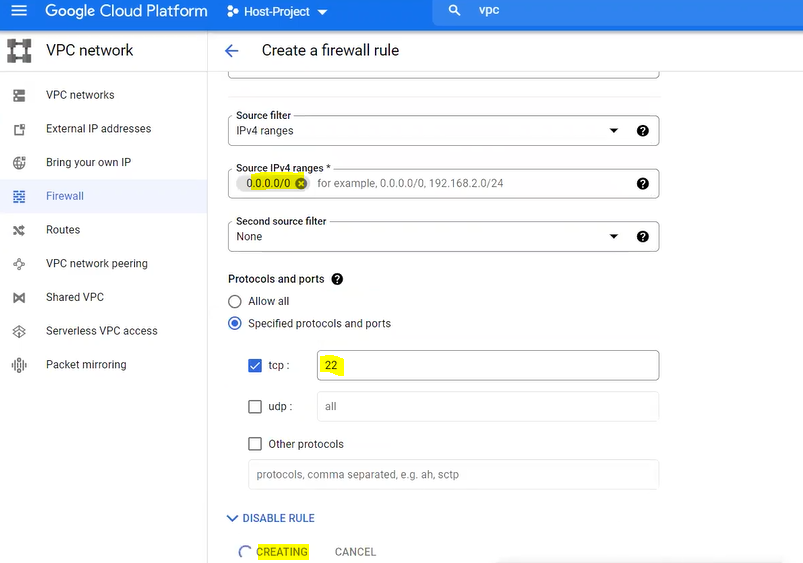 Google Cloud Platform Host-Project vpc
VPC network
Create a firewall rule
VPC networks
External IP addresses
Bring your own IP
Firewall
Routes
VPC network peering
Shared VPC
Serverless VPC access
Packet mirroring
Source filter
IPv4 ranges
Source IPv4 ranges *
0.0.0.0/0 for example, 0.0.0.0/0, 192.168.2.0/24
Second source filter
None
Protocols and ports
Allow all
Specified protocols and ports
tcp : 22
udp : all
Other protocols
protocols, comma separated, e.g. ah, sctp
DISABLE RULE
CREATING CANCEL